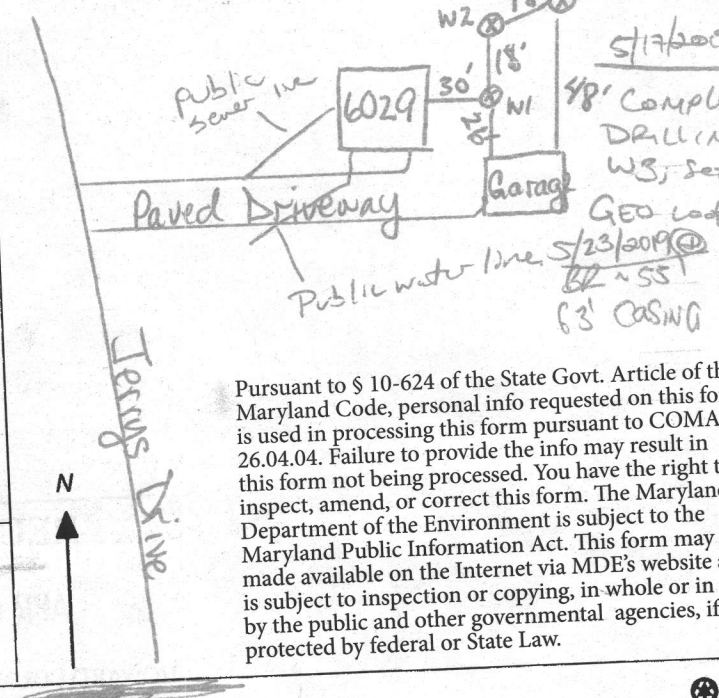 W2
18'
5/17/20
public
sewer line
6029
30'
W1
26'
48'
COMPL
DRILLIN
W3, Se
Garage
Paved Driveway
GEO Loo
Public water line
5/23/2019
BR ~ 55'
63' CASING
Jerrys Drive
N
Pursuant to § 10-624 of the State Govt. Article of th
Maryland Code, personal info requested on this fo
is used in processing this form pursuant to COMA
26.04.04. Failure to provide the info may result in
this form not being processed. You have the right t
inspect, amend, or correct this form. The Maryland
Department of the Environment is subject to the
Maryland Public Information Act. This form may
made available on the Internet via MDE's website a
is subject to inspection or copying, in whole or in
by the public and other governmental agencies, if
protected by federal or State Law.